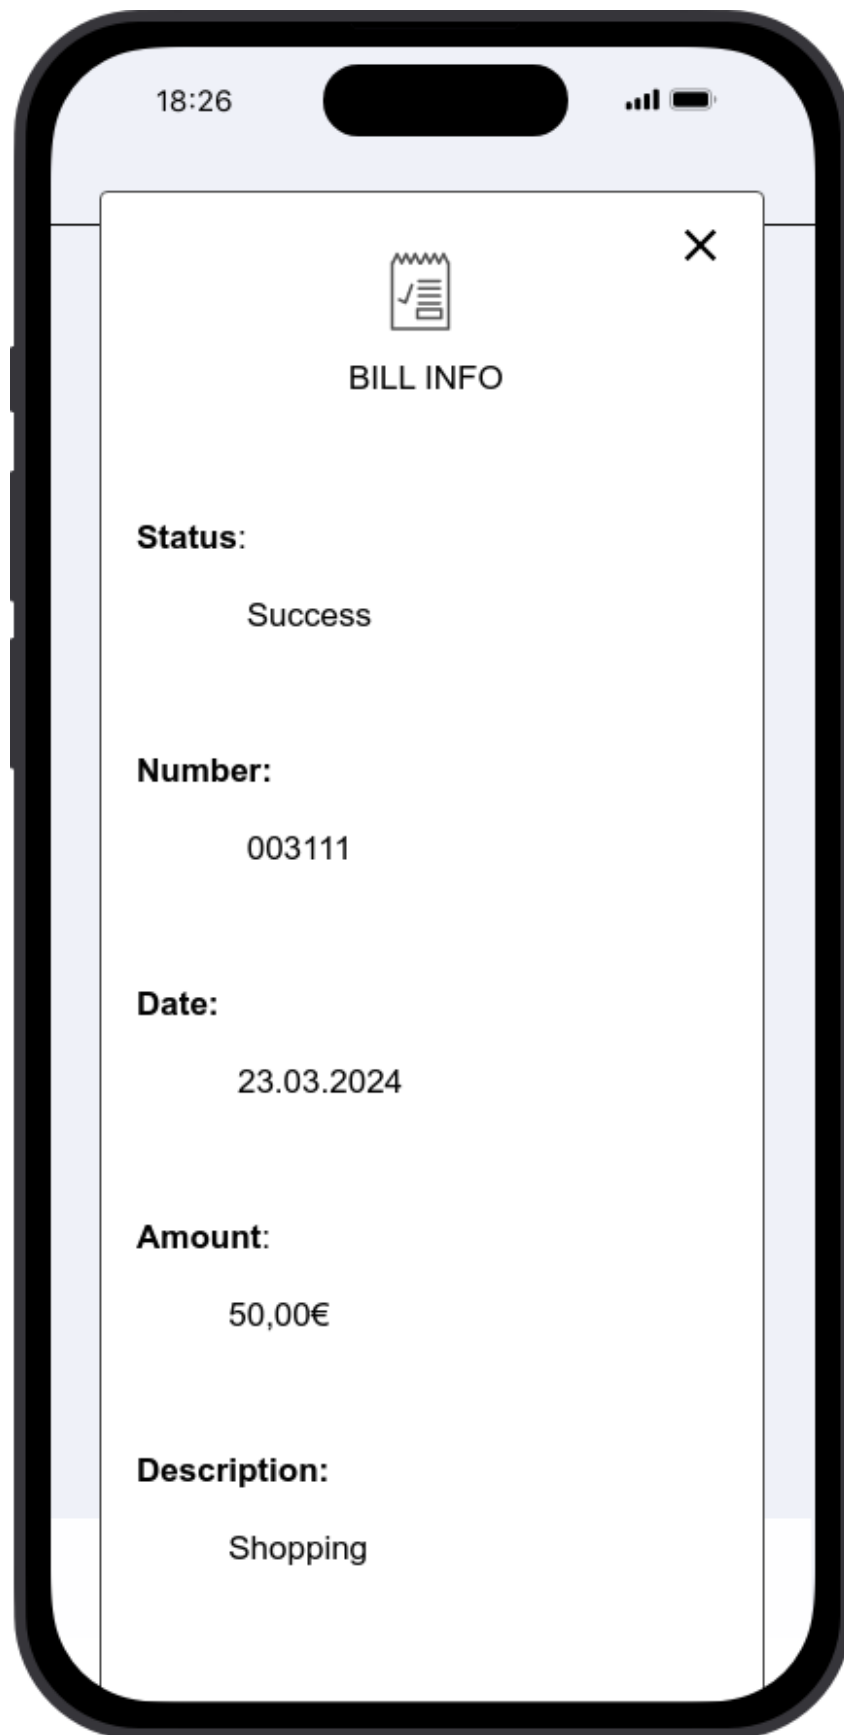 18:26
BILL INFO
Status:
Success
Number:
003111
Date:
23.03.2024
Amount:
50,00€
Description:
Shopping